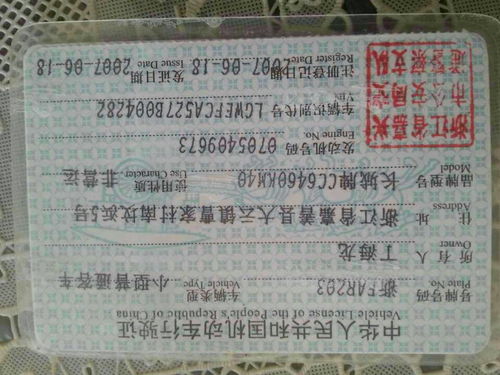 中华人民共和国机动车行驶证
Vehicle License of the People's Republic of China
号牌号码 浙FAR293 车辆类型 小型普通客车
Plate No. Vehicle Type
所有人 丁海龙
Owner
住址 浙江省嘉善县大云镇曹家村南坟浜5号
Address
品牌型号 长城牌CC6460KM40 使用性质 非营运
Model Use Character
发动机号码 0705409673
Engine No.
车辆识别代号 LGWEFCA527B004282
VIN
注册登记日期 2007-06-18 发证日期 2007-06-18
Register Date Issue Date
浙江省嘉兴
市公安局交
通警察支队